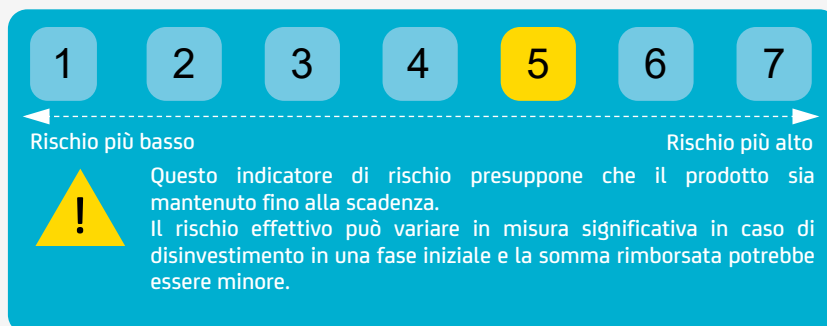 1 2 3 4 5 6 7
Rischio più basso Rischio più alto
Questo indicatore di rischio presuppone che il prodotto sia
mantenuto fino alla scadenza.
!
Il rischio effettivo può variare in misura significativa in caso di
disinvestimento in una fase iniziale e la somma rimborsata potrebbe
essere minore.